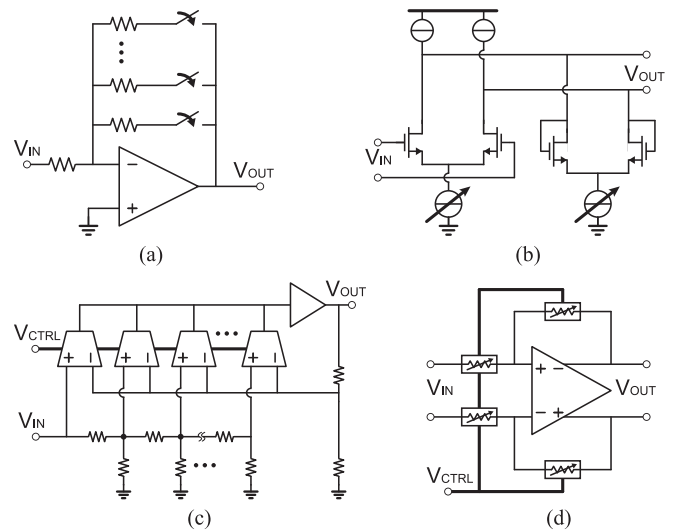 VIN
VOUT
(a)
VIN
VOUT
(b)
VOUT
VCTRL
+ − + − + − + −
VIN
(c)
VIN
+ −
− +
VOUT
VCTRL
(d)
− 
+